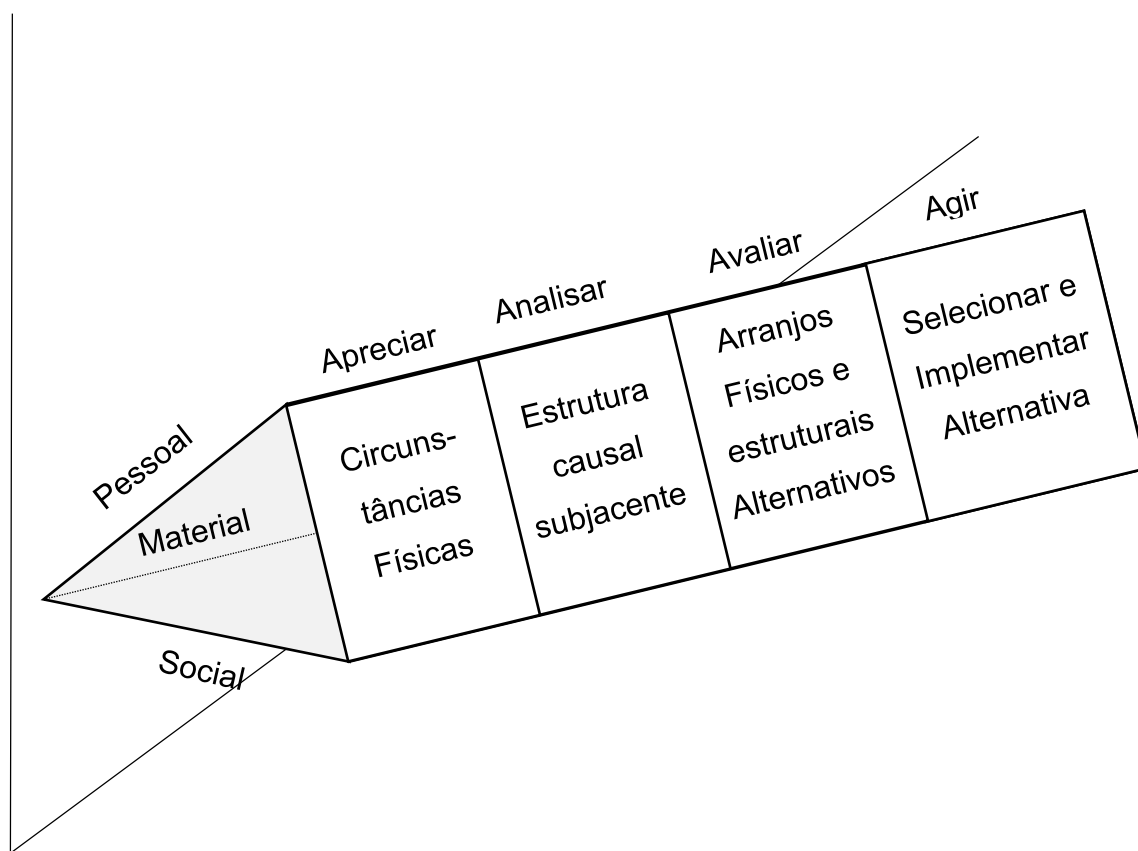 Agir
Avaliar
Analisar
Apreciar
Pessoal
Material
Social
Circuns-
tâncias
Físicas
Estrutura
causal
subjacente
Arranjos
Físicos e
estruturais
Alternativos
Selecionar e
Implementar
Alternativa